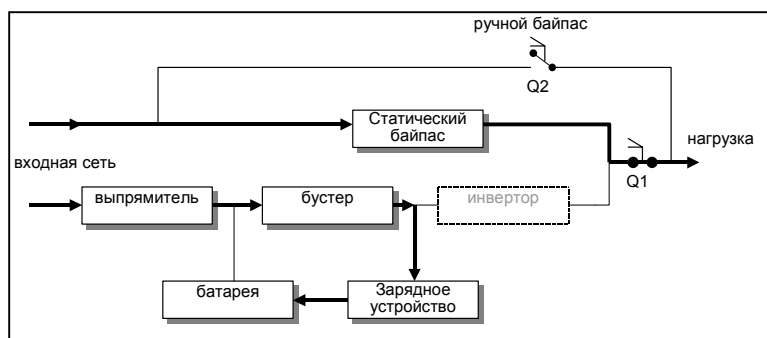 ручной байпас
Q2
Статический
байпас
нагрузка
входная сеть
Q1
выпрямитель
бустер
инвертор
батарея
Зарядное
устройство